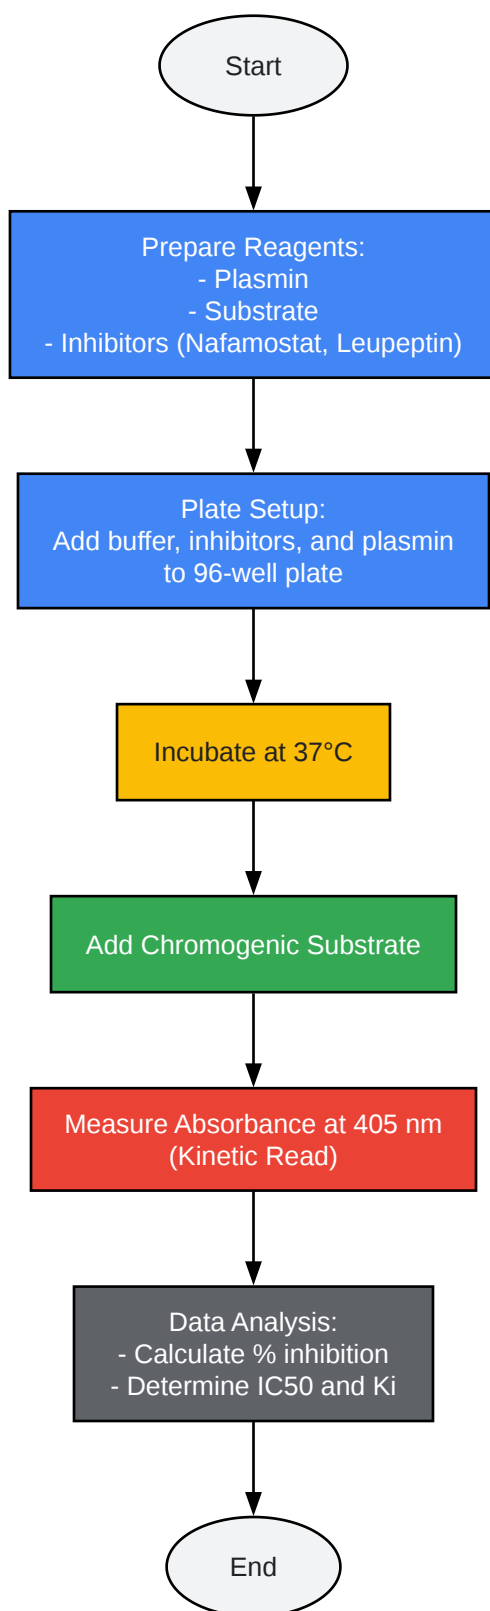 Start
Prepare Reagents:
- Plasmin
- Substrate
- Inhibitors (Nafamostat, Leupeptin)
Plate Setup:
Add buffer, inhibitors, and plasmin
to 96-well plate
Incubate at 37°C
Add Chromogenic Substrate
Measure Absorbance at 405 nm
(Kinetic Read)
Data Analysis:
- Calculate % inhibition
- Determine IC50 and Ki
End